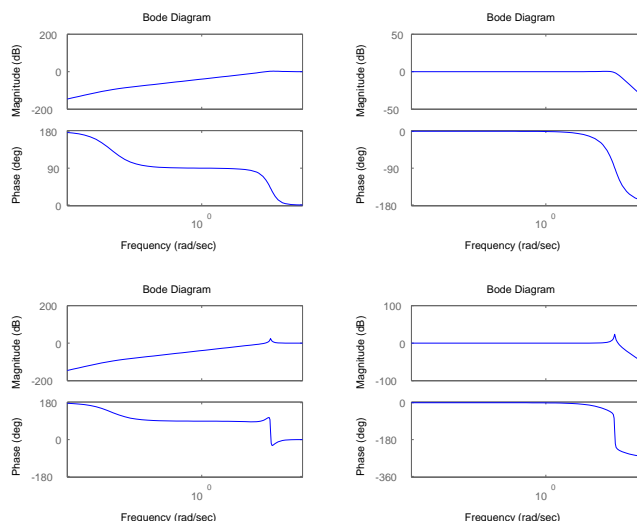 Bode Diagram
200
0
-200
Magnitude (dB)
180
90
0
Phase (deg)
10^0
Frequency (rad/sec)
Bode Diagram
50
0
-50
Magnitude (dB)
0
-90
-180
Phase (deg)
10^0
Frequency (rad/sec)
Bode Diagram
200
0
-200
Magnitude (dB)
180
0
-180
Phase (deg)
10^0
Frequency (rad/sec)
Bode Diagram
100
0
-100
Magnitude (dB)
0
-180
-360
Phase (deg)
10^0
Frequency (rad/sec)